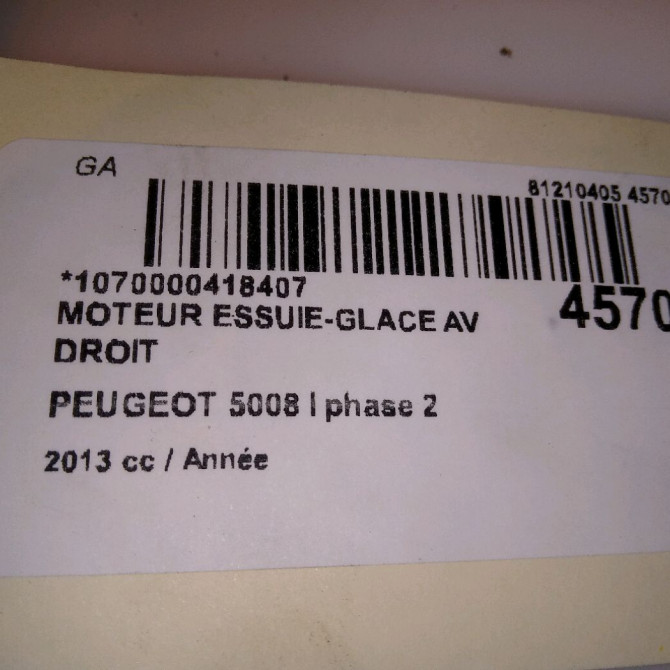 GA
81210405 4570
*1070000418407
4570
MOTEUR ESSUIE-GLACE AV
DROIT
PEUGEOT 5008 I phase 2
2013 cc / Année